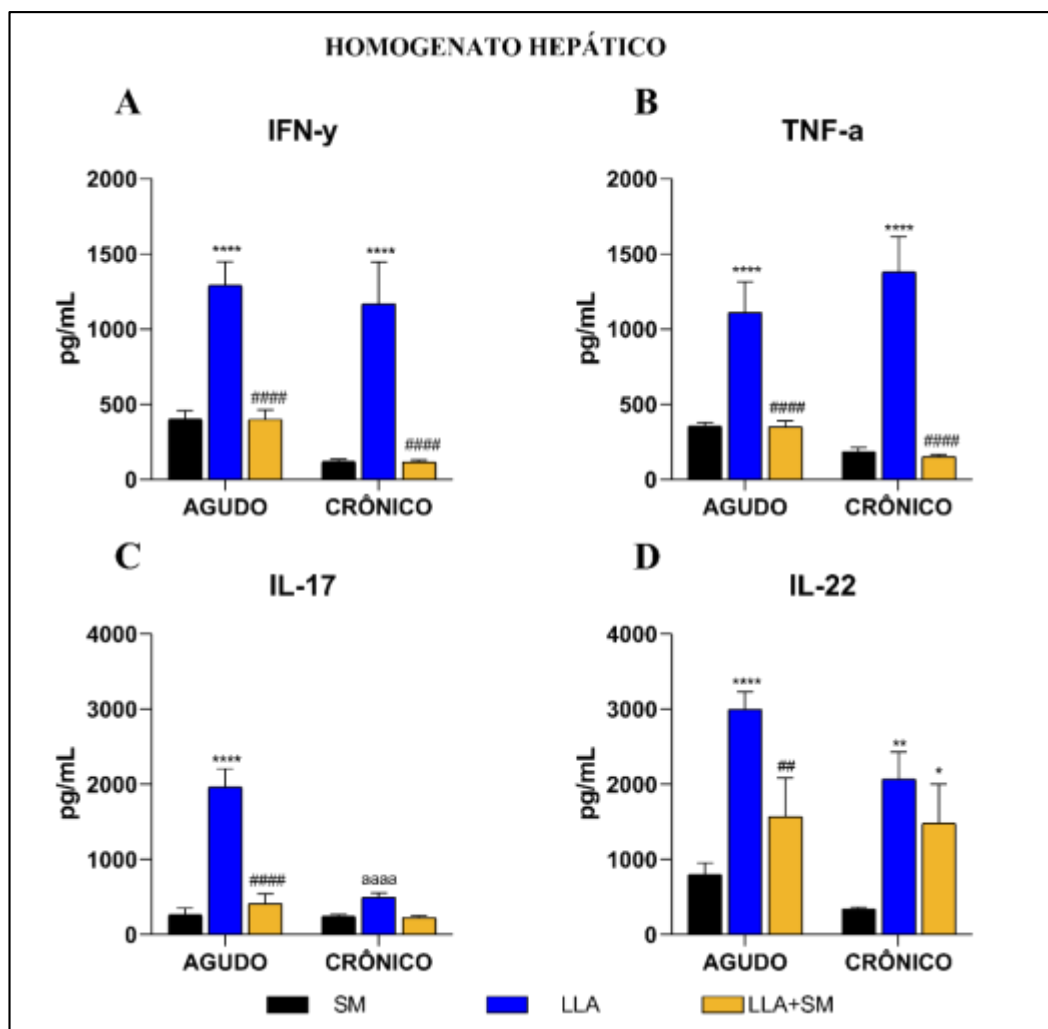 HOMOGENATO HEPÁTICO
A
IFN-y
2000
1500
1000
500
0
pg/mL
****
####
****
####
AGUDO
CRÔNICO
B
TNF-a
2000
1500
1000
500
0
pg/mL
****
####
****
####
AGUDO
CRÔNICO
C
IL-17
4000
3000
2000
1000
0
pg/mL
****
####
aaaa
AGUDO
CRÔNICO
D
IL-22
4000
3000
2000
1000
0
pg/mL
****
##
**
*
AGUDO
CRÔNICO
SM
LLA
LLA+SM